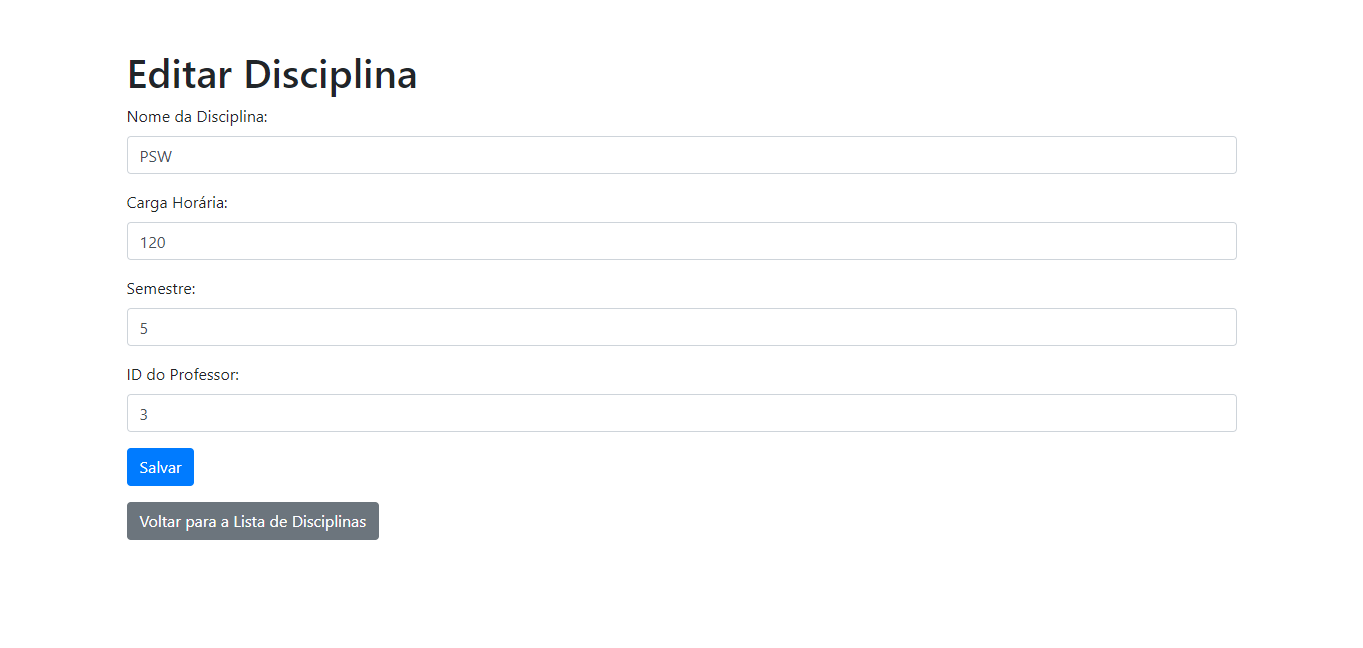 Editar Disciplina
Nome da Disciplina:
PSW
Carga Horária:
120
Semestre:
5
ID do Professor:
3
Salvar
Voltar para a Lista de Disciplinas